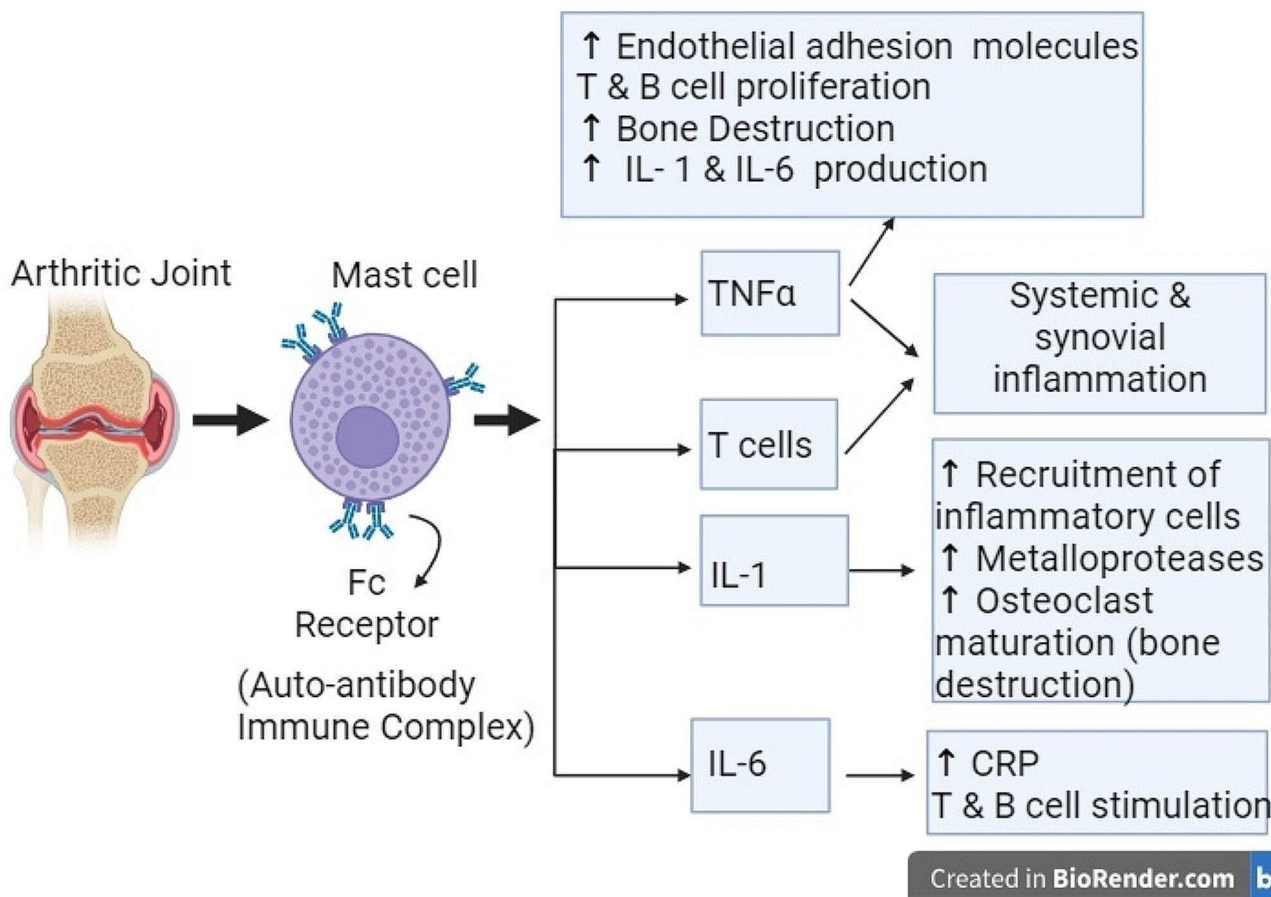 ↑ Endothelial adhesion molecules
T & B cell proliferation
↑ Bone Destruction
↑ IL- 1 & IL-6 production
Arthritic Joint
Mast cell
TNFα
Systemic &
synovial
inflammation
T cells
↑ Recruitment of
inflammatory cells
↑ Metalloproteases
↑ Osteoclast
maturation (bone
destruction)
IL-1
Fc
Receptor
(Auto-antibody
Immune Complex)
IL-6
↑ CRP
T & B cell stimulation
Created in BioRender.com b